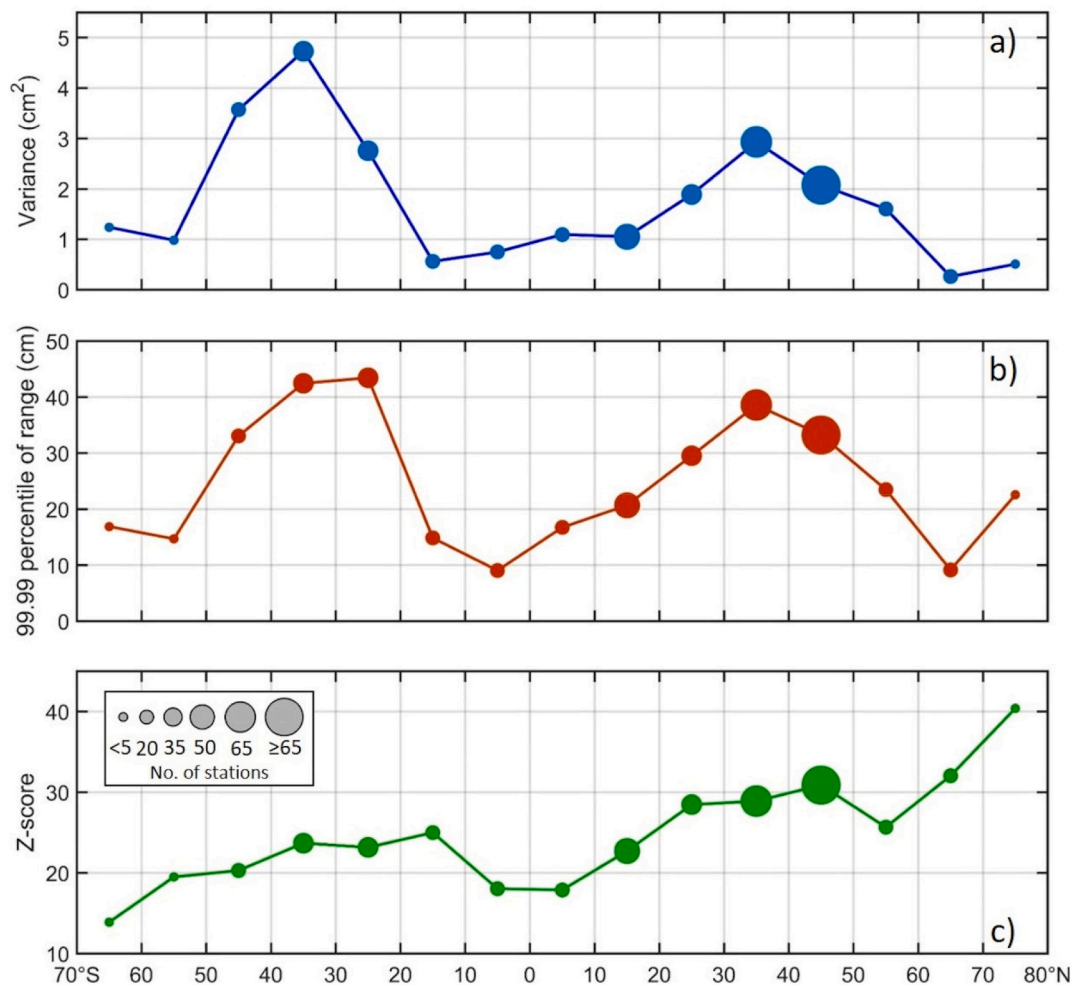 a)
Variance (cm²)
5
4
3
2
1
0
b)
99.99 percentile of range (cm)
50
40
30
20
10
0
c)
Z-score
40
30
20
10
<5 20 35 50 65 ≥65
No. of stations
70°S 60 50 40 30 20 10 0 10 20 30 40 50 60 70 80°N